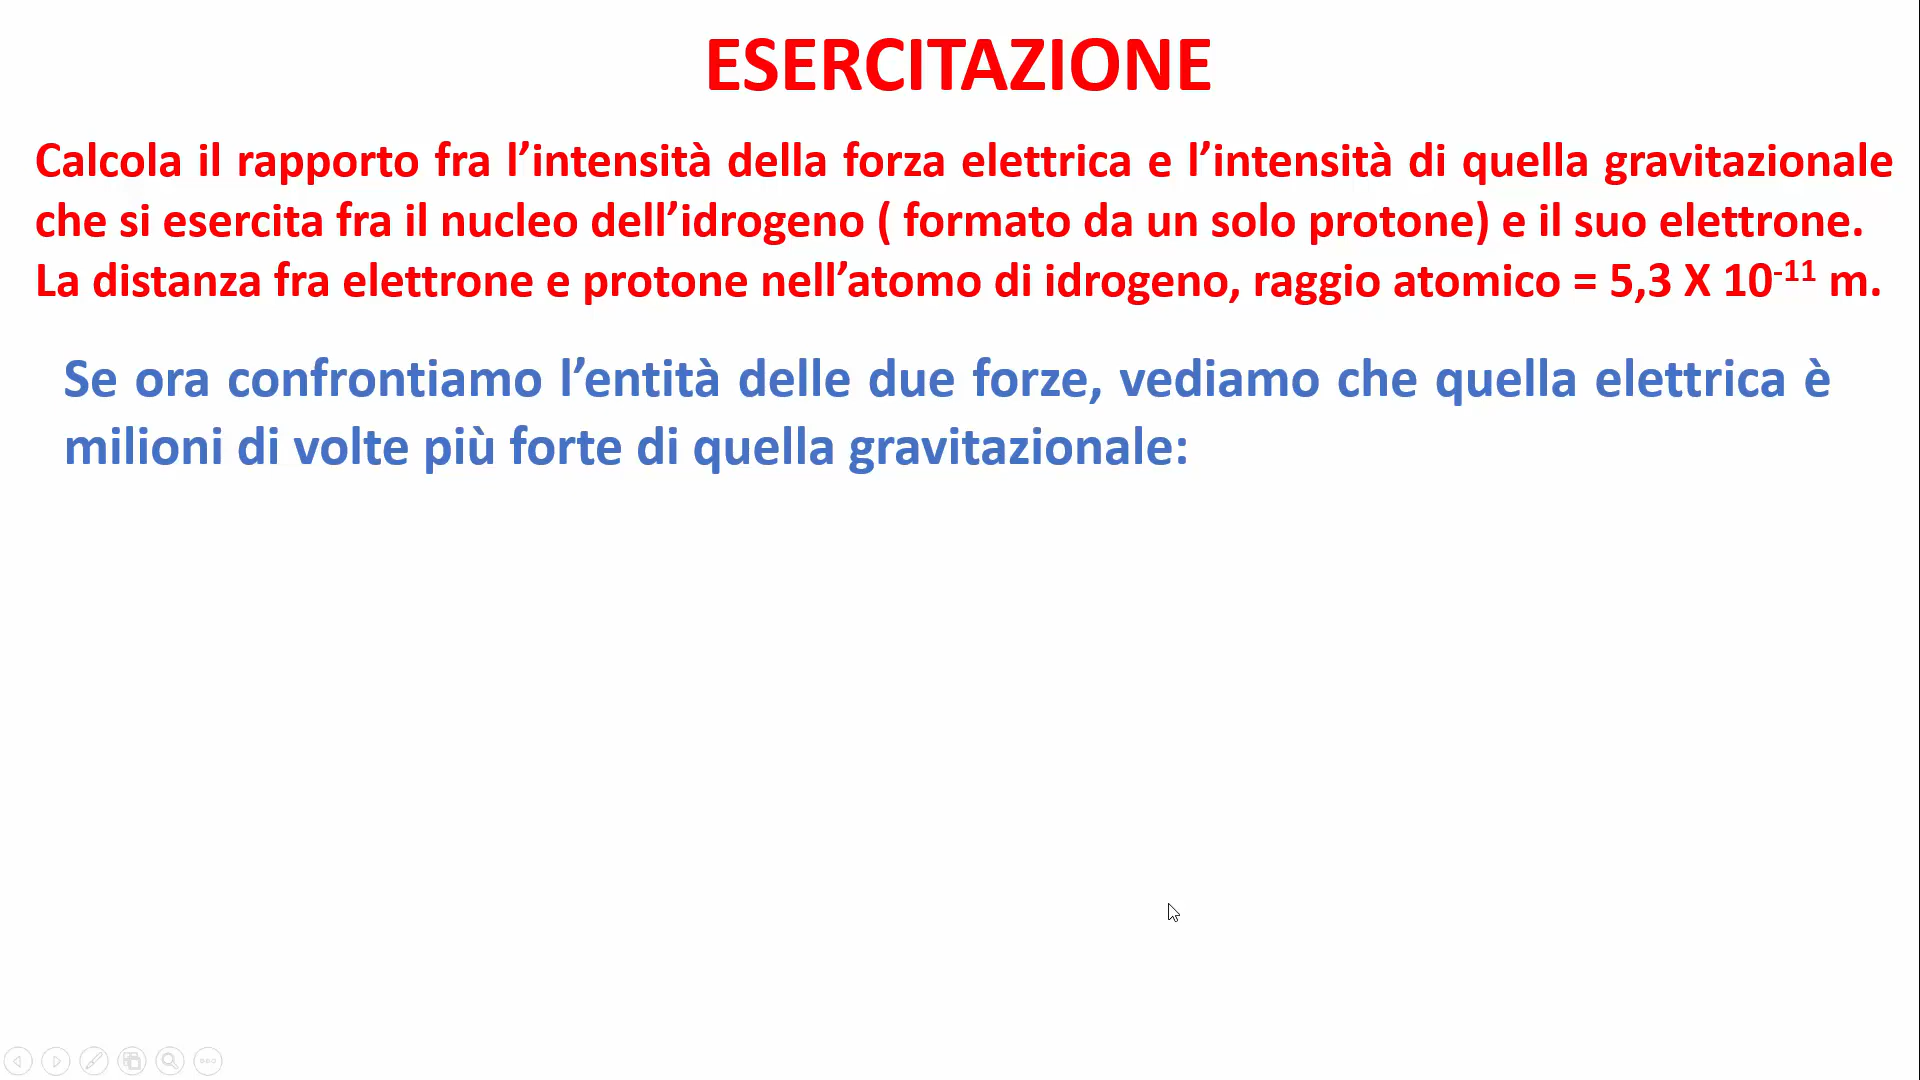 ESERCITAZIONE
Calcola il rapporto fra l’intensità della forza elettrica e l’intensità di quella gravitazionale
che si esercita fra il nucleo dell’idrogeno ( formato da un solo protone) e il suo elettrone.
La distanza fra elettrone e protone nell’atomo di idrogeno, raggio atomico = 5,3 X 10⁻¹¹ m.
Se ora confrontiamo l’entità delle due forze, vediamo che quella elettrica è
milioni di volte più forte di quella gravitazionale: